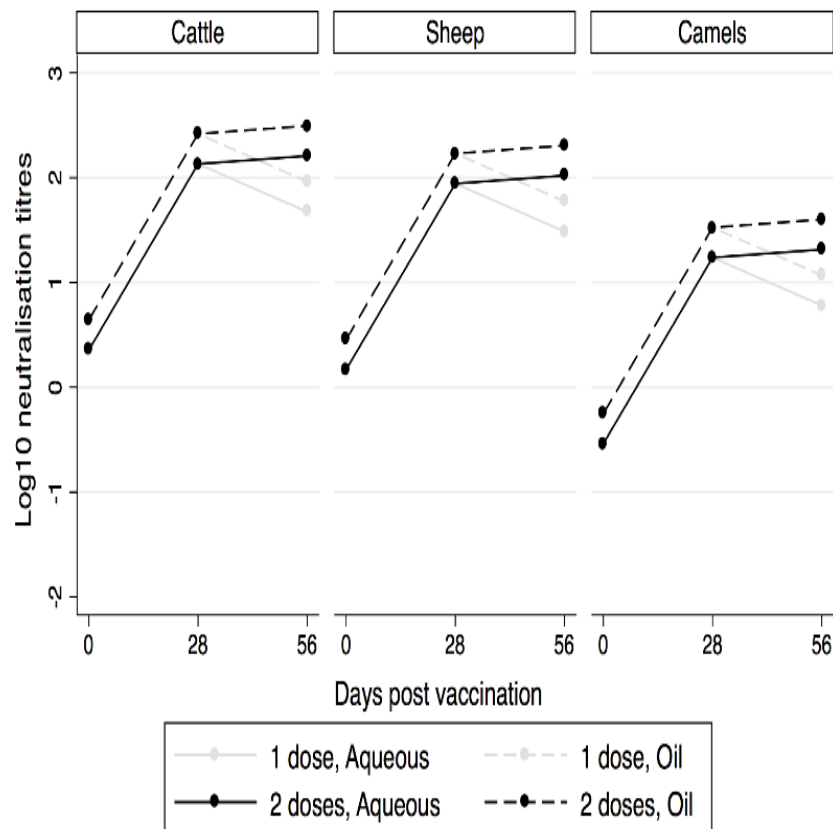 Cattle Sheep Camels
Log10 neutralisation titres
3
2
1
0
-1
-2
0 28 56 0 28 56 0 28 56
Days post vaccination
1 dose, Aqueous 1 dose, Oil
2 doses, Aqueous 2 doses, Oil